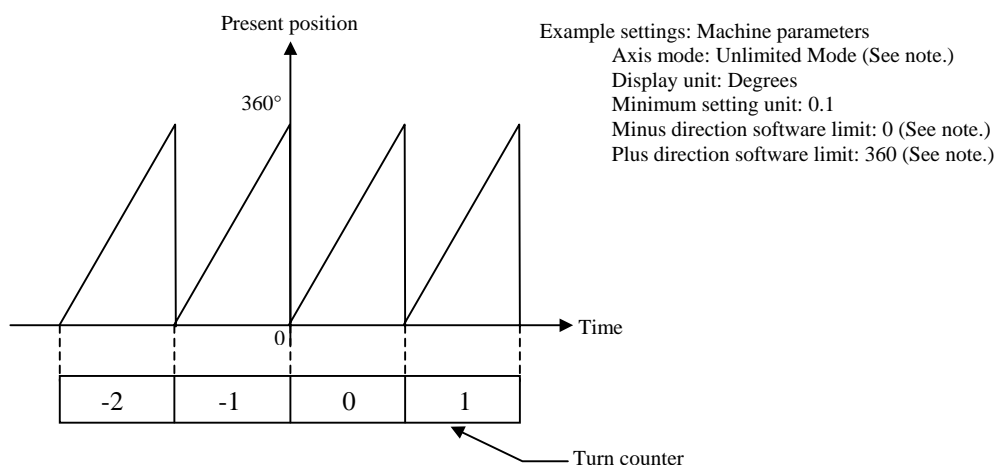 Present position
Example settings: Machine parameters
Axis mode: Unlimited Mode (See note.)
Display unit: Degrees
Minimum setting unit: 0.1
Minus direction software limit: 0 (See note.)
Plus direction software limit: 360 (See note.)
360°
Time
0
-2 -1 0 1
Turn counter